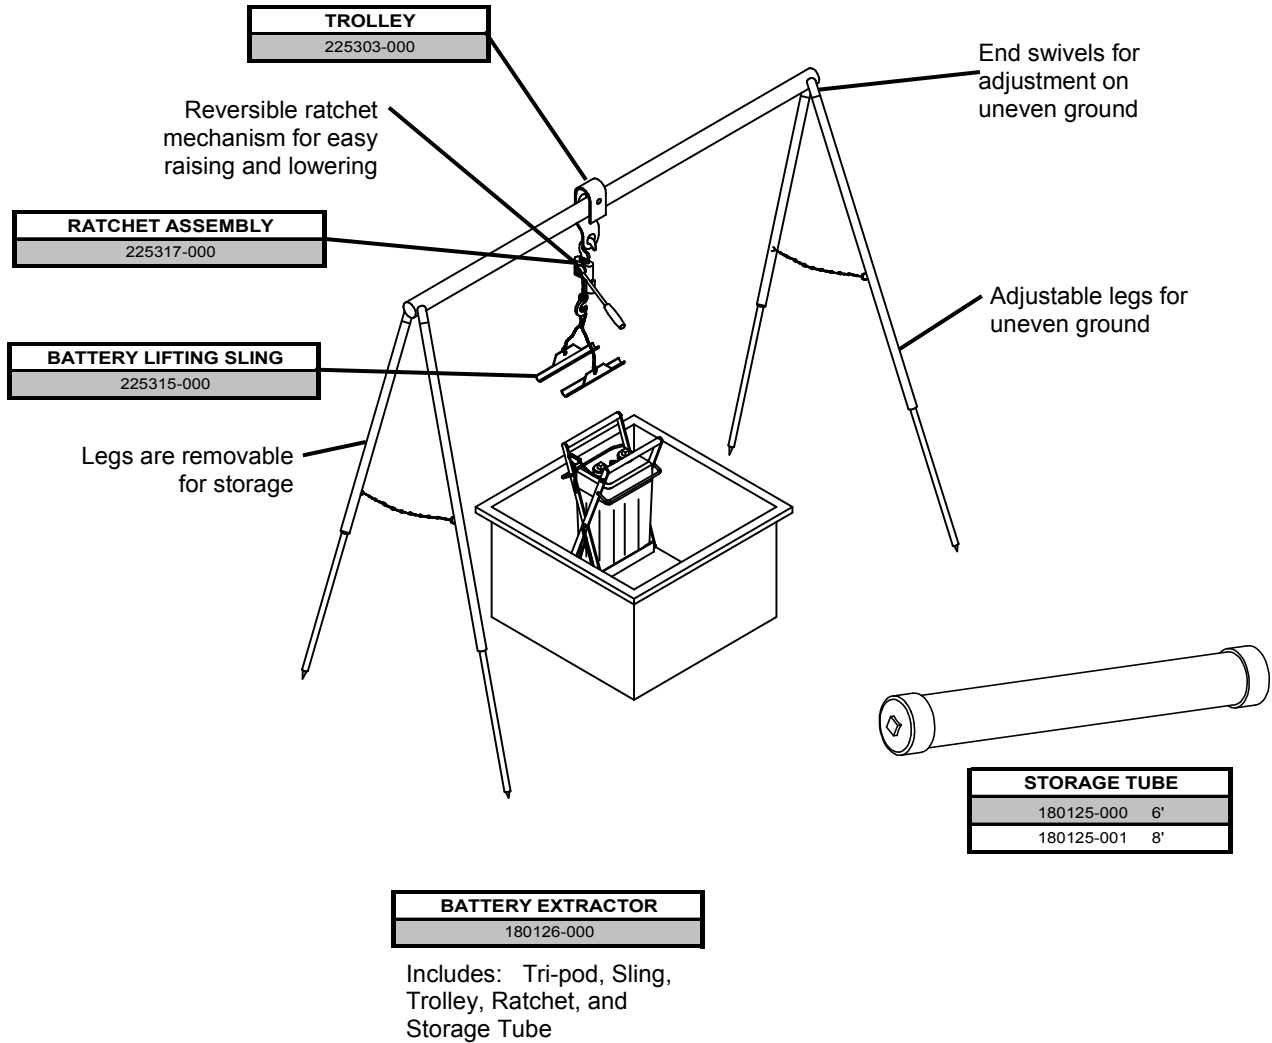 TROLLEY
225303-000
End swivels for
adjustment on
uneven ground
Reversible ratchet
mechanism for easy
raising and lowering
RATCHET ASSEMBLY
225317-000
Adjustable legs for
uneven ground
BATTERY LIFTING SLING
225315-000
Legs are removable
for storage
STORAGE TUBE
180125-000 6'
180125-001 8'
BATTERY EXTRACTOR
180126-000
Includes: Tri-pod, Sling,
Trolley, Ratchet, and
Storage Tube